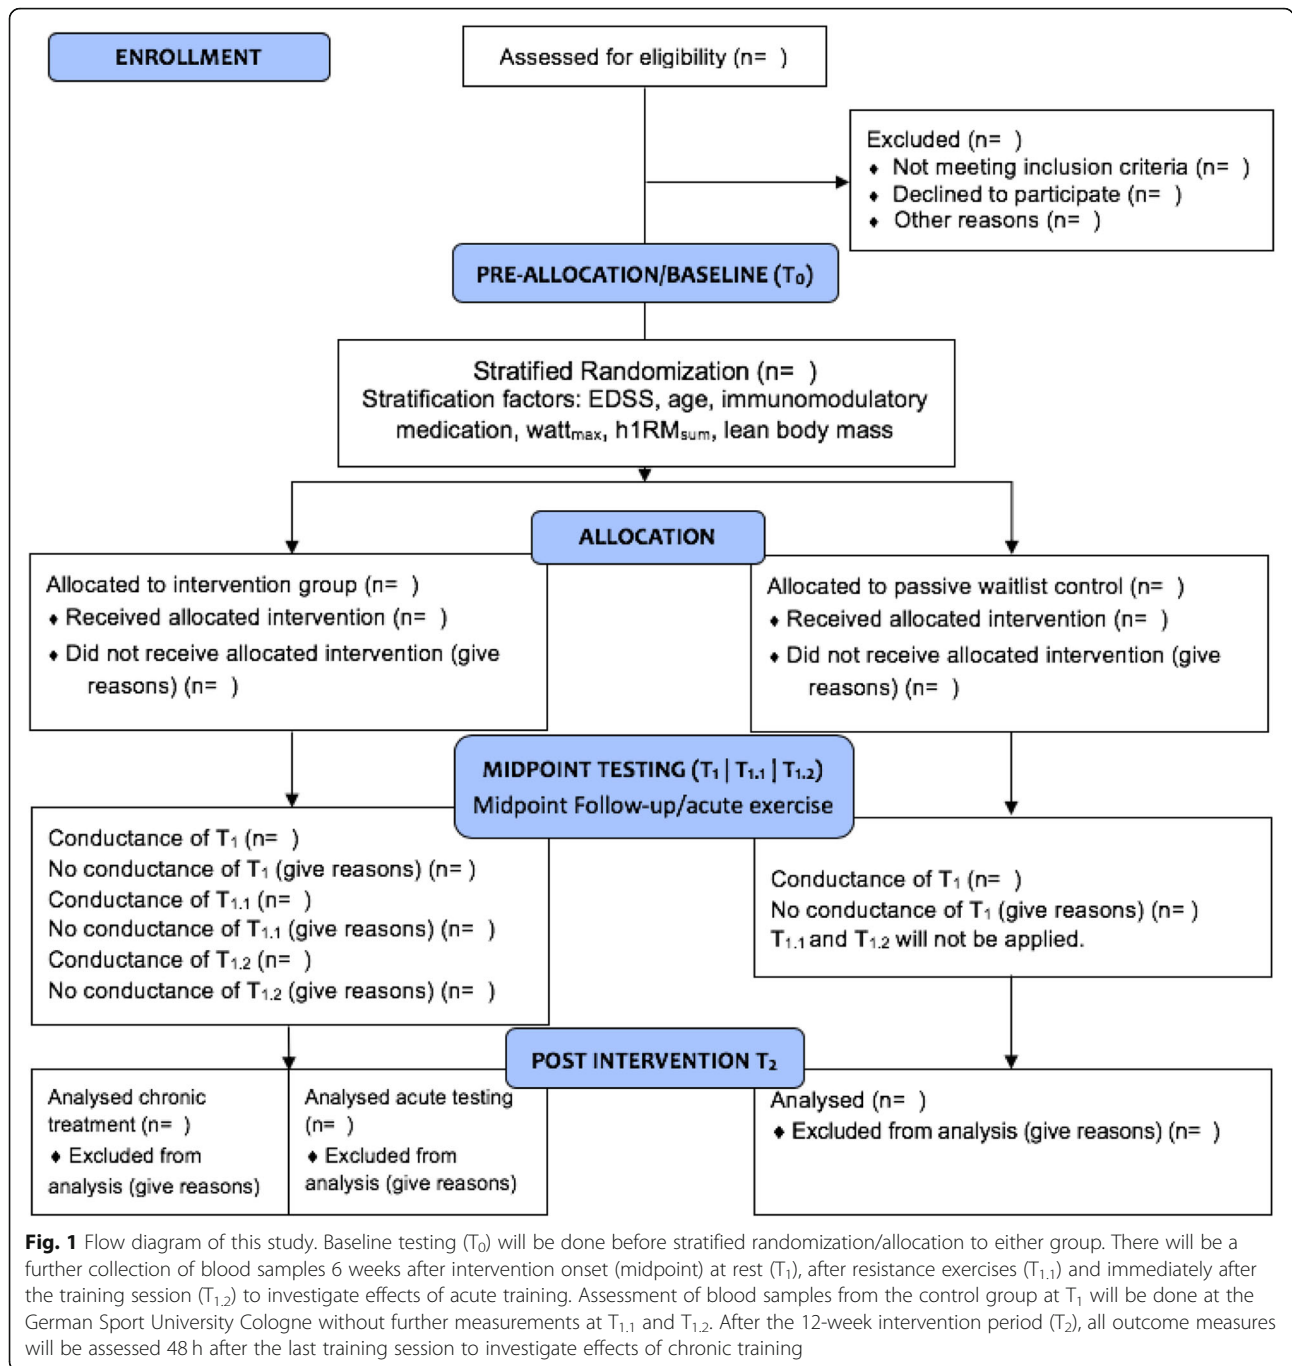 ENROLLMENT
Assessed for eligibility (n= )
Excluded (n= )
♦ Not meeting inclusion criteria (n= )
♦ Declined to participate (n= )
♦ Other reasons (n= )
PRE-ALLOCATION/BASELINE (T₀)
Stratified Randomization (n= )
Stratification factors: EDSS, age, immunomodulatory
medication, watt_max, h1RM_sum, lean body mass
ALLOCATION
Allocated to intervention group (n= )
♦ Received allocated intervention (n= )
♦ Did not receive allocated intervention (give
reasons) (n= )
Allocated to passive waitlist control (n= )
♦ Received allocated intervention (n= )
♦ Did not receive allocated intervention (give
reasons) (n= )
MIDPOINT TESTING (T₁ | T₁.₁ | T₁.₂)
Midpoint Follow-up/acute exercise
Conductance of T₁ (n= )
No conductance of T₁ (give reasons) (n= )
Conductance of T₁.₁ (n= )
No conductance of T₁.₁ (give reasons) (n= )
Conductance of T₁.₂ (n= )
No conductance of T₁.₂ (give reasons) (n= )
Conductance of T₁ (n= )
No conductance of T₁ (give reasons) (n= )
T₁.₁ and T₁.₂ will not be applied.
POST INTERVENTION T₂
Analysed chronic
treatment (n= )
♦ Excluded from
analysis (give reasons)
Analysed acute testing
(n= )
♦ Excluded from
analysis (give reasons)
Analysed (n= )
♦ Excluded from analysis (give reasons) (n= )
Fig. 1 Flow diagram of this study. Baseline testing (T₀) will be done before stratified randomization/allocation to either group. There will be a
further collection of blood samples 6 weeks after intervention onset (midpoint) at rest (T₁), after resistance exercises (T₁.₁) and immediately after
the training session (T₁.₂) to investigate effects of acute training. Assessment of blood samples from the control group at T₁ will be done at the
German Sport University Cologne without further measurements at T₁.₁ and T₁.₂. After the 12-week intervention period (T₂), all outcome measures
will be assessed 48 h after the last training session to investigate effects of chronic training